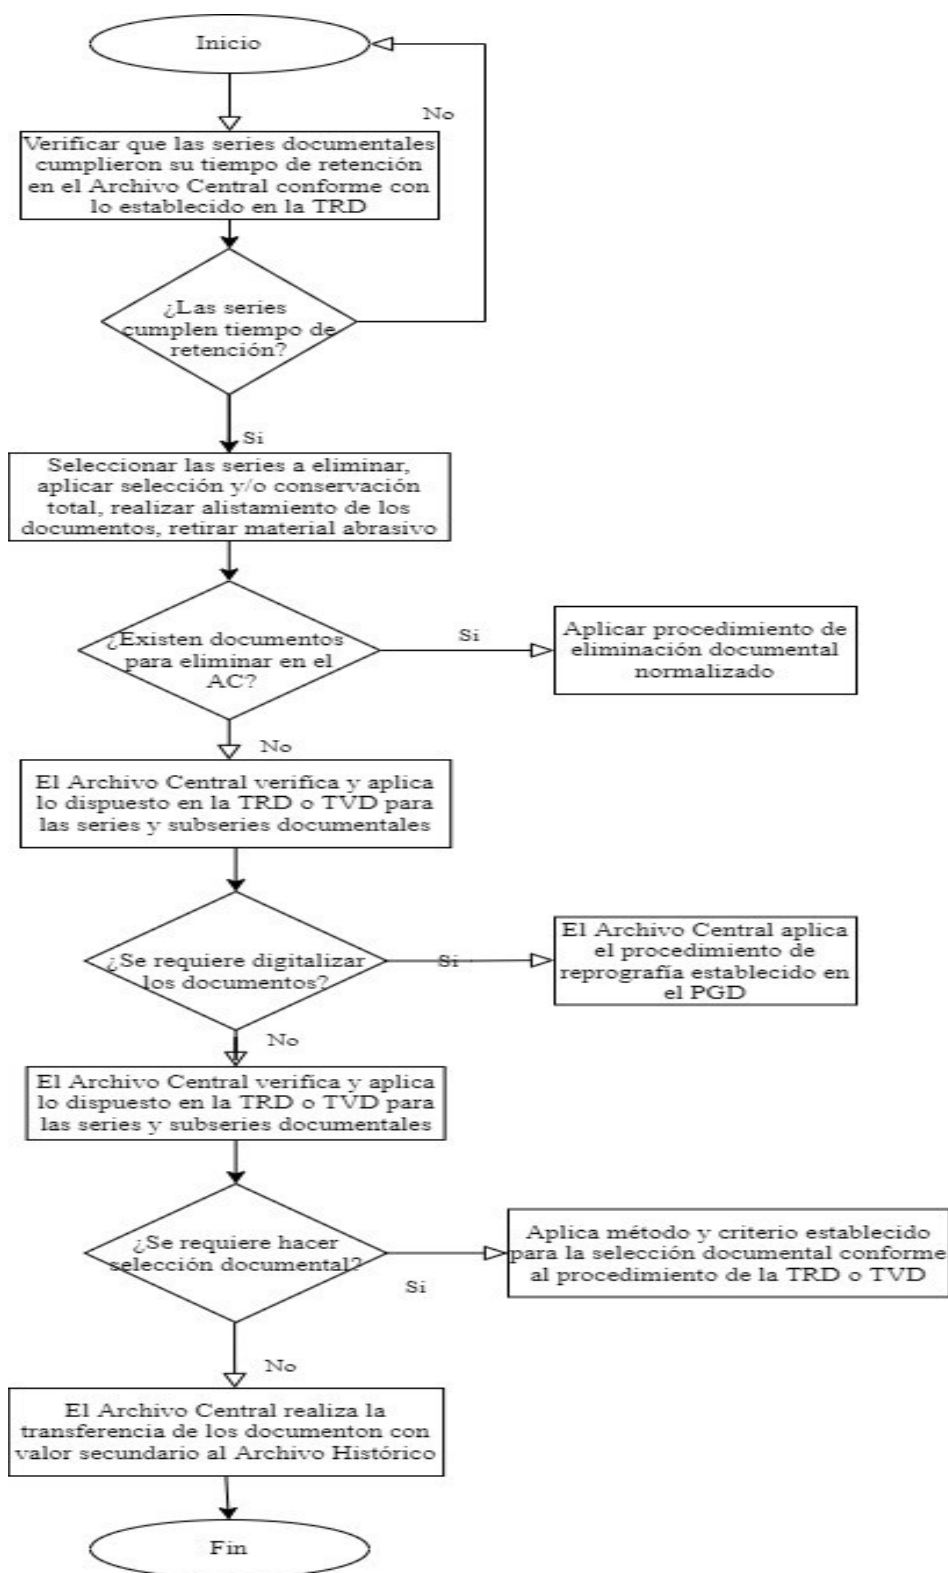 Inicio
No
Verificar que las series documentales
cumplieron su tiempo de retención
en el Archivo Central conforme con
lo establecido en la TRD
¿Las series
cumplen tiempo de
retención?
Si
Seleccionar las series a eliminar,
aplicar selección y/o conservación
total, realizar alistamiento de los
documentos, retirar material abrasivo
¿Existen documentos
para eliminar en el
AC?
Si
Aplicar procedimiento de
eliminación documental
normalizado
No
El Archivo Central verifica y aplica
lo dispuesto en la TRD o TVD para
las series y subseries documentales
¿Se requiere digitalizar
los documentos?
Si
El Archivo Central aplica
el procedimiento de
reprografía establecido en
el PGD
No
El Archivo Central verifica y aplica
lo dispuesto en la TRD o TVD para
las series y subseries documentales
¿Se requiere hacer
selección documental?
Si
Aplica método y criterio establecido
para la selección documental conforme
al procedimiento de la TRD o TVD
No
El Archivo Central realiza la
transferencia de los documenton con
valor secundario al Archivo Histórico
Fin